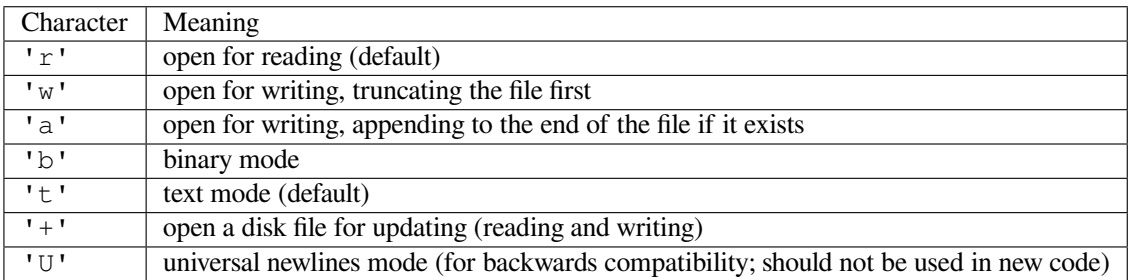 Character Meaning
'r' open for reading (default)
'w' open for writing, truncating the file first
'a' open for writing, appending to the end of the file if it exists
'b' binary mode
't' text mode (default)
'+' open a disk file for updating (reading and writing)
'U' universal newlines mode (for backwards compatibility; should not be used in new code)